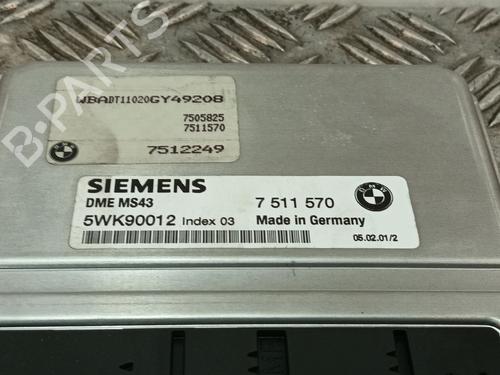 WBADT11020GY49208
7505825
7511570
7512249
SIEMENS
DME MS43
5WK90012 Index 03
7 511 570
Made in Germany
BMW
05.02.01/2
B-PARTS